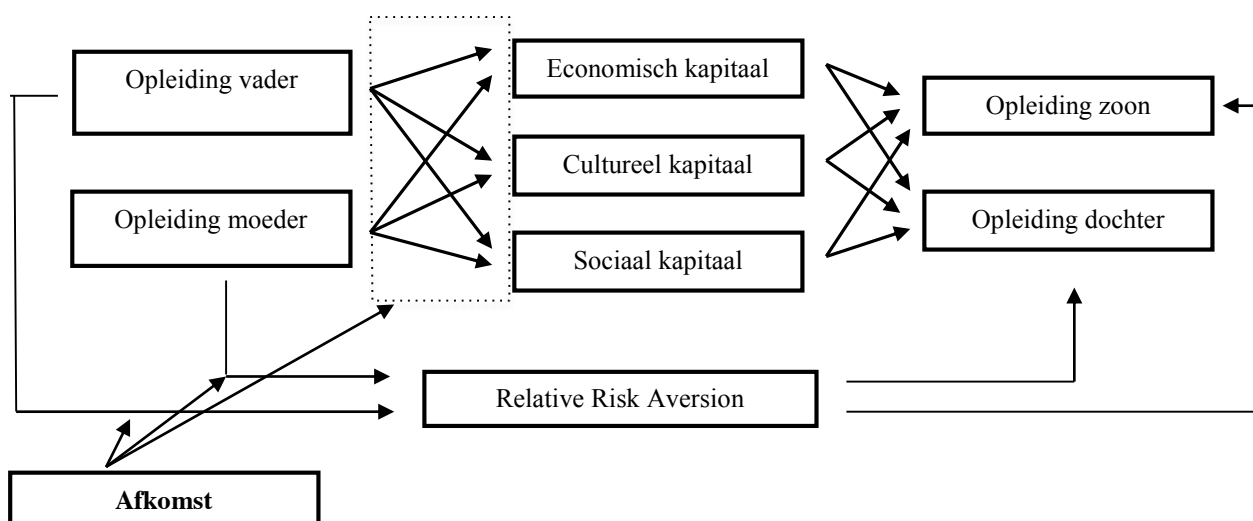 Opleiding vader
Opleiding moeder
Economisch kapitaal
Cultureel kapitaal
Sociaal kapitaal
Opleiding zoon
Opleiding dochter
Relative Risk Aversion
Afkomst